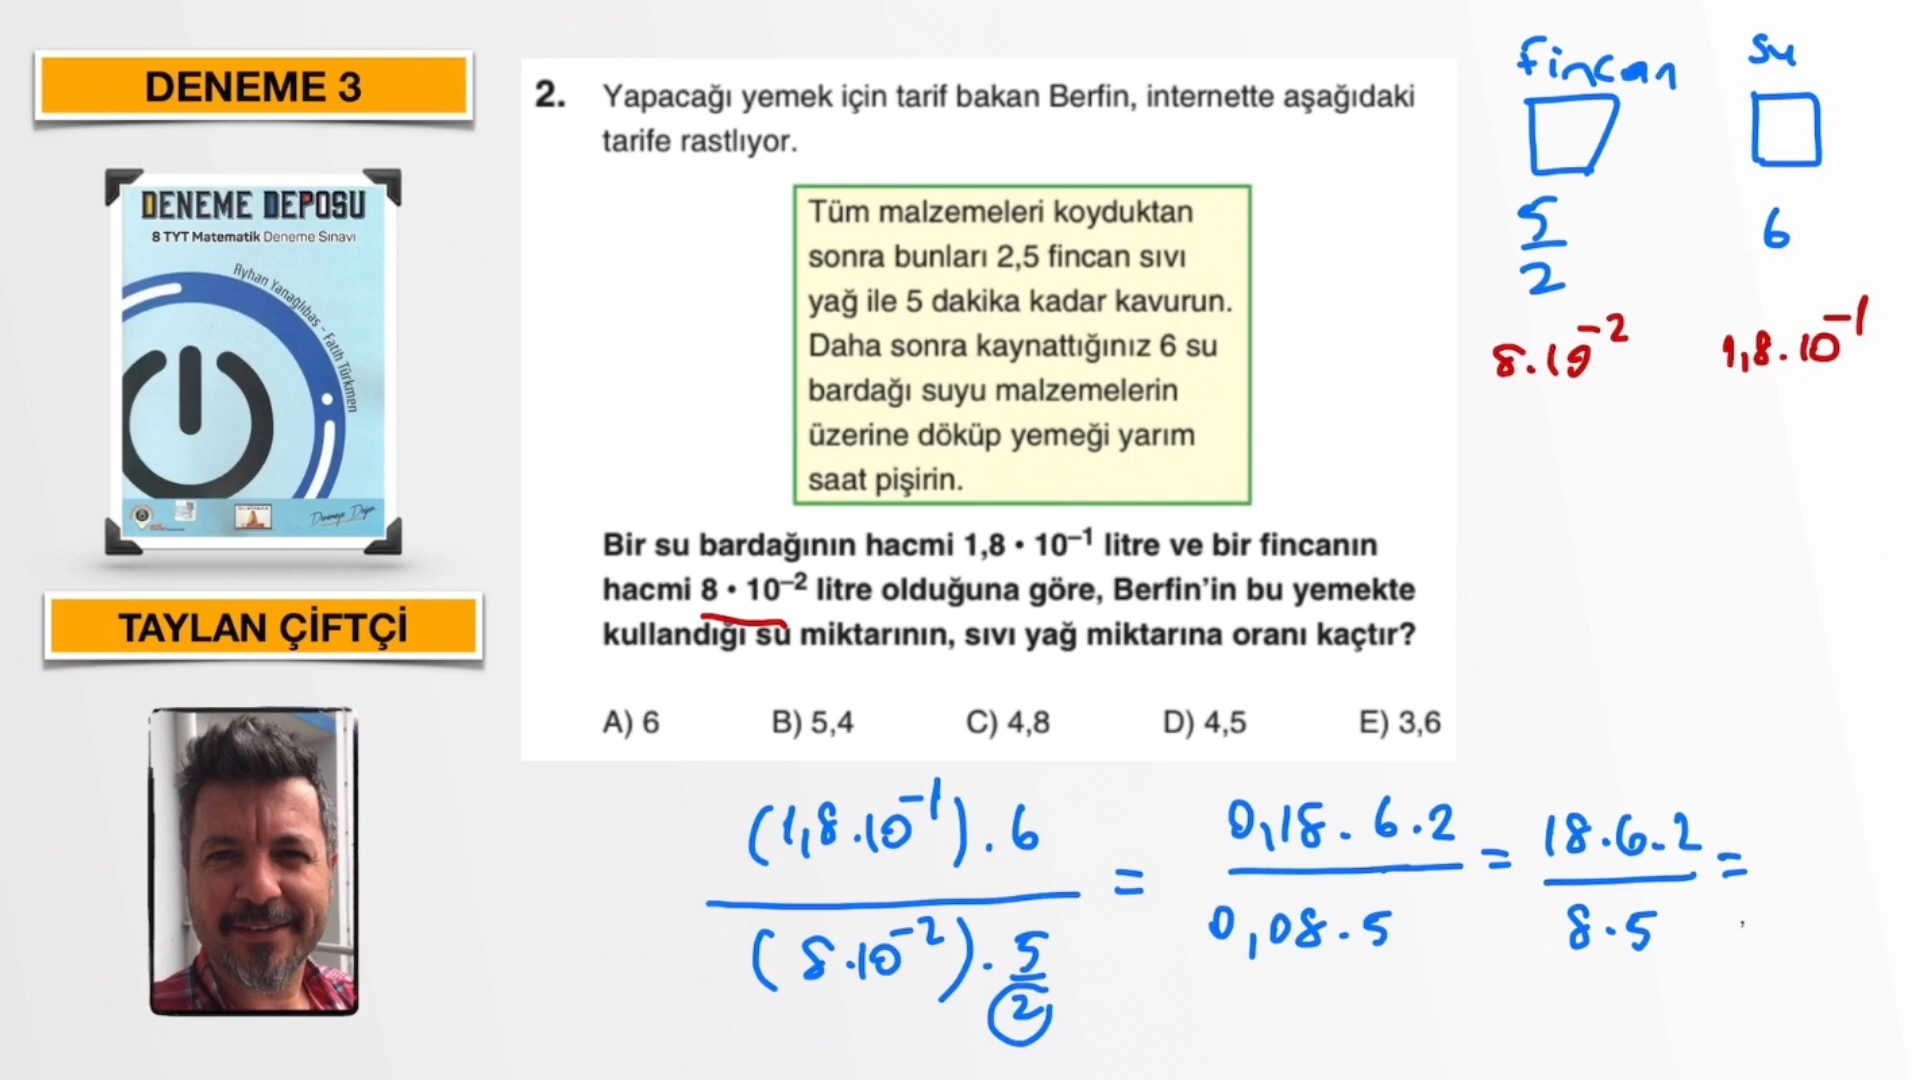 DENEME 3
DENEME DEPOSU
8 TYT Matematik Deneme Sınavı
Ayhan Yanağlıbaş - Fatih Türkmen
TAYLAN ÇİFTÇİ
2. Yapacağı yemek için tarif bakan Berfin, internette aşağıdaki
tarife rastlıyor.
Tüm malzemeleri koyduktan
sonra bunları 2,5 fincan sıvı
yağ ile 5 dakika kadar kavurun.
Daha sonra kaynattığınız 6 su
bardağı suyu malzemelerin
üzerine döküp yemeği yarım
saat pişirin.
Bir su bardağının hacmi 1,8 • 10⁻¹ litre ve bir fincanın
hacmi 8 • 10⁻² litre olduğuna göre, Berfin’in bu yemekte
kullandığı su miktarının, sıvı yağ miktarına oranı kaçtır?
A) 6 B) 5,4 C) 4,8 D) 4,5 E) 3,6
fincan su
5/2 6
8.10⁻² 1,8.10⁻¹
(1,8.10⁻¹).6 = 0,18.6.2 = 18.6.2 =
(8.10⁻²).5/2 0,08.5 8.5